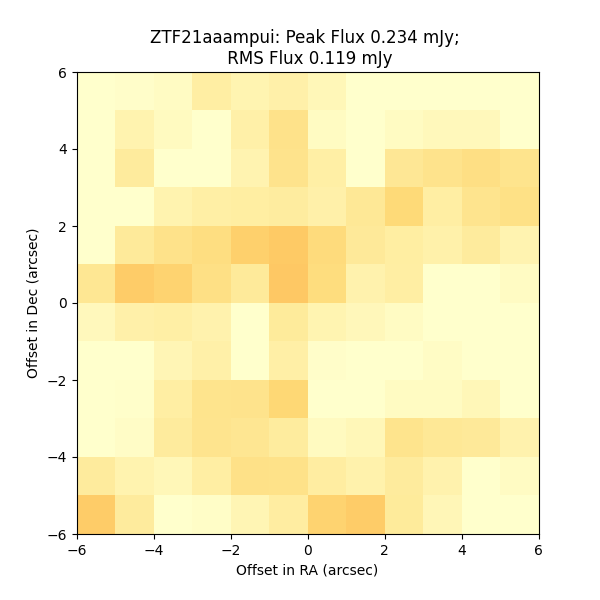 ZTF21aaampui: Peak Flux 0.234 mJy;
RMS Flux 0.119 mJy
6
4
2
0
−2
−4
−6
Offset in Dec (arcsec)
−6 −4 −2 0 2 4 6
Offset in RA (arcsec)